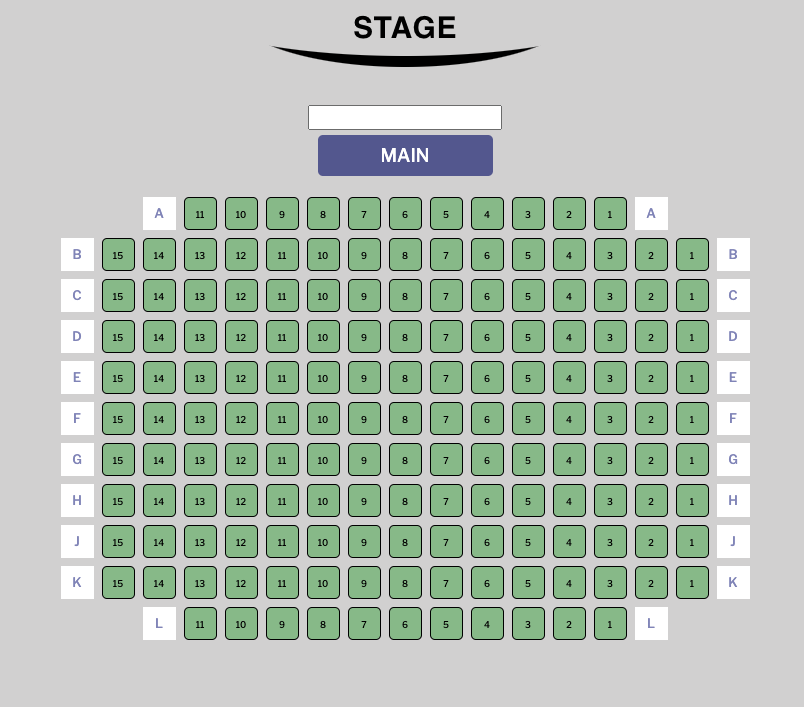 STAGE
MAIN
A 11 10 9 8 7 6 5 4 3 2 1 A
B 15 14 13 12 11 10 9 8 7 6 5 4 3 2 1 B
C 15 14 13 12 11 10 9 8 7 6 5 4 3 2 1 C
D 15 14 13 12 11 10 9 8 7 6 5 4 3 2 1 D
E 15 14 13 12 11 10 9 8 7 6 5 4 3 2 1 E
F 15 14 13 12 11 10 9 8 7 6 5 4 3 2 1 F
G 15 14 13 12 11 10 9 8 7 6 5 4 3 2 1 G
H 15 14 13 12 11 10 9 8 7 6 5 4 3 2 1 H
J 15 14 13 12 11 10 9 8 7 6 5 4 3 2 1 J
K 15 14 13 12 11 10 9 8 7 6 5 4 3 2 1 K
L 11 10 9 8 7 6 5 4 3 2 1 L